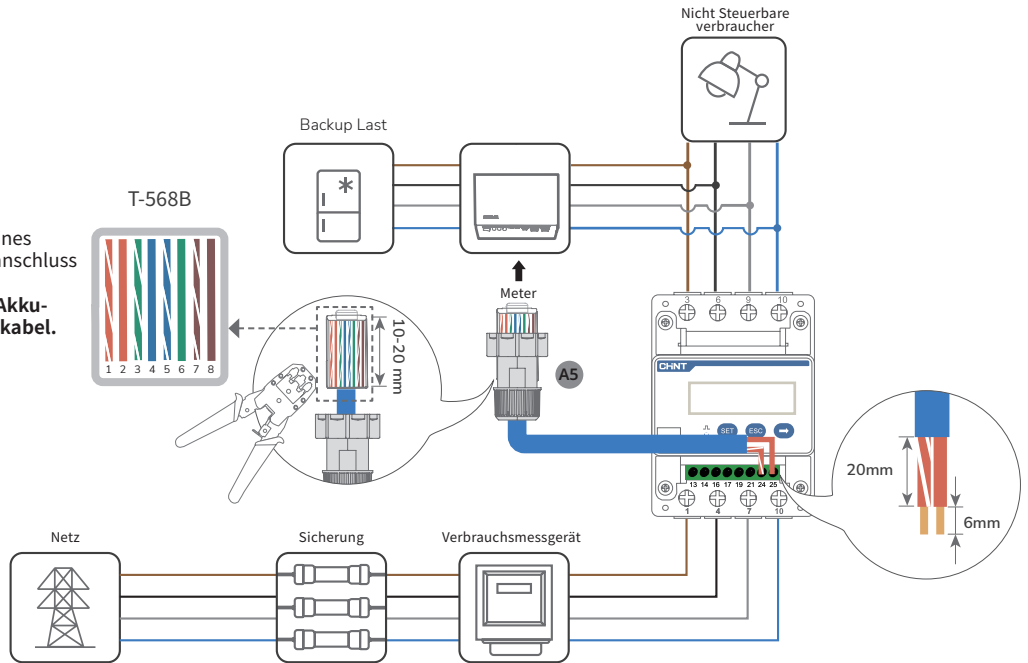 Nicht Steuerbare
verbraucher
Backup Last
T-568B
nes
nschluss
Akku-
kabel.
1 2 3 4 5 6 7 8
10-20 mm
Meter
A5
3 6 9 10
CHNT
SET ESC
13 14 16 17 19 21 24 25
1 4 7 10
20mm
6mm
Netz
Sicherung
Verbrauchsmessgerät